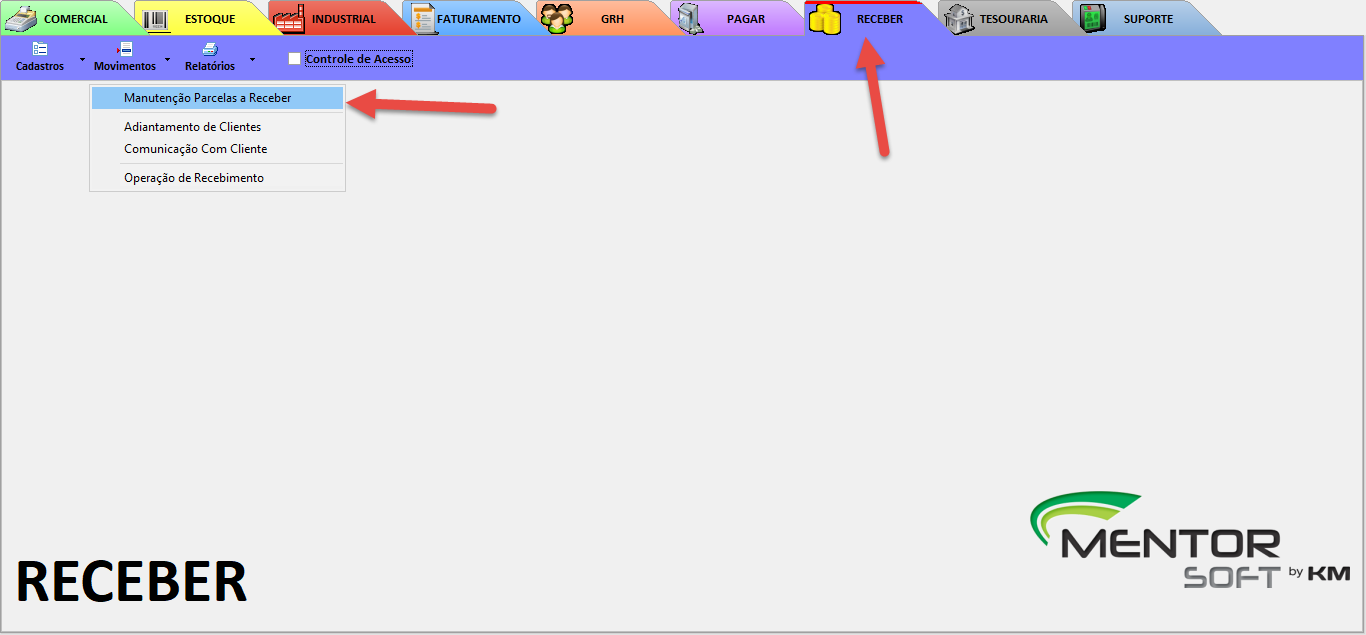 COMERCIAL ESTOQUE INDUSTRIAL FATURAMENTO GRH PAGAR RECEBER TESOURARIA SUPORTE
Cadastros Movimentos Relatórios Controle de Acesso
Manutenção Parcelas a Receber
Adiantamento de Clientes
Comunicação Com Cliente
Operação de Recebimento
MENTOR
SOFT by KM
RECEBER